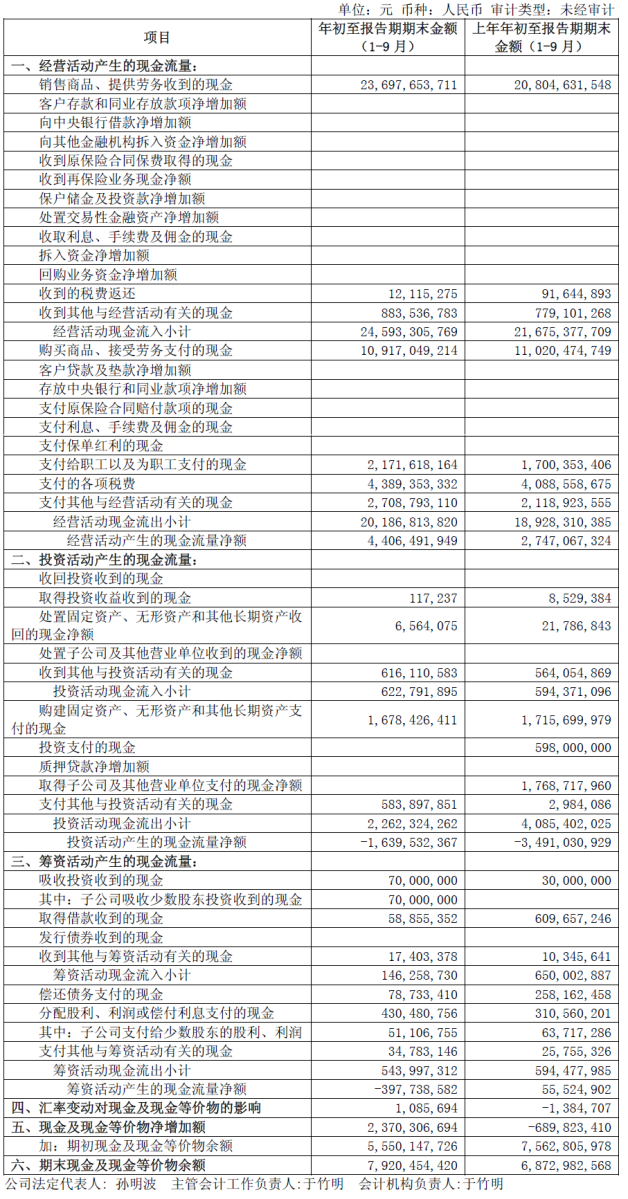 单位：元 币种：人民币 审计类型：未经审计
项目 年初至报告期期末金额（1-9 月） 上年年初至报告期期末金额（1-9 月）
一、经营活动产生的现金流量：
销售商品、提供劳务收到的现金 23,697,653,711 20,804,631,548
客户存款和同业存放款项净增加额
向中央银行借款净增加额
向其他金融机构拆入资金净增加额
收到原保险合同保费取得的现金
收到再保险业务现金净额
保户储金及投资款净增加额
处置交易性金融资产净增加额
收取利息、手续费及佣金的现金
拆入资金净增加额
回购业务资金净增加额
收到的税费返还 12,115,275 91,644,893
收到其他与经营活动有关的现金 883,536,783 779,101,268
经营活动现金流入小计 24,593,305,769 21,675,377,709
购买商品、接受劳务支付的现金 10,917,049,214 11,020,474,749
客户贷款及垫款净增加额
存放中央银行和同业款项净增加额
支付原保险合同赔付款项的现金
支付利息、手续费及佣金的现金
支付保单红利的现金
支付给职工以及为职工支付的现金 2,171,618,164 1,700,353,406
支付的各项税费 4,389,353,332 4,088,558,675
支付其他与经营活动有关的现金 2,708,793,110 2,118,923,555
经营活动现金流出小计 20,186,813,820 18,928,310,385
经营活动产生的现金流量净额 4,406,491,949 2,747,067,324
二、投资活动产生的现金流量：
收回投资收到的现金
取得投资收益收到的现金 117,237 8,529,384
处置固定资产、无形资产和其他长期资产收
回的现金净额 6,564,075 21,786,843
处置子公司及其他营业单位收到的现金净额
收到其他与投资活动有关的现金 616,110,583 564,054,869
投资活动现金流入小计 622,791,895 594,371,096
购建固定资产、无形资产和其他长期资产支
付的现金 1,678,426,411 1,715,699,979
投资支付的现金 598,000,000
质押贷款净增加额
取得子公司及其他营业单位支付的现金净额 1,768,717,960
支付其他与投资活动有关的现金 583,897,851 2,984,086
投资活动现金流出小计 2,262,324,262 4,085,402,025
投资活动产生的现金流量净额 -1,639,532,367 -3,491,030,929
三、筹资活动产生的现金流量：
吸收投资收到的现金 70,000,000 30,000,000
其中：子公司吸收少数股东投资收到的现金 70,000,000
取得借款收到的现金 58,855,352 609,657,246
发行债券收到的现金
收到其他与筹资活动有关的现金 17,403,378 10,345,641
筹资活动现金流入小计 146,258,730 650,002,887
偿还债务支付的现金 78,733,410 258,162,458
分配股利、利润或偿付利息支付的现金 430,480,756 310,560,201
其中：子公司支付给少数股东的股利、利润 51,106,755 63,717,286
支付其他与筹资活动有关的现金 34,783,146 25,755,326
筹资活动现金流出小计 543,997,312 594,477,985
筹资活动产生的现金流量净额 -397,738,582 55,524,902
四、汇率变动对现金及现金等价物的影响 1,085,694 -1,384,707
五、现金及现金等价物净增加额 2,370,306,694 -689,823,410
加：期初现金及现金等价物余额 5,550,147,726 7,562,805,978
六、期末现金及现金等价物余额 7,920,454,420 6,872,982,568
公司法定代表人：孙明波 主管会计工作负责人:于竹明 会计机构负责人:于竹明